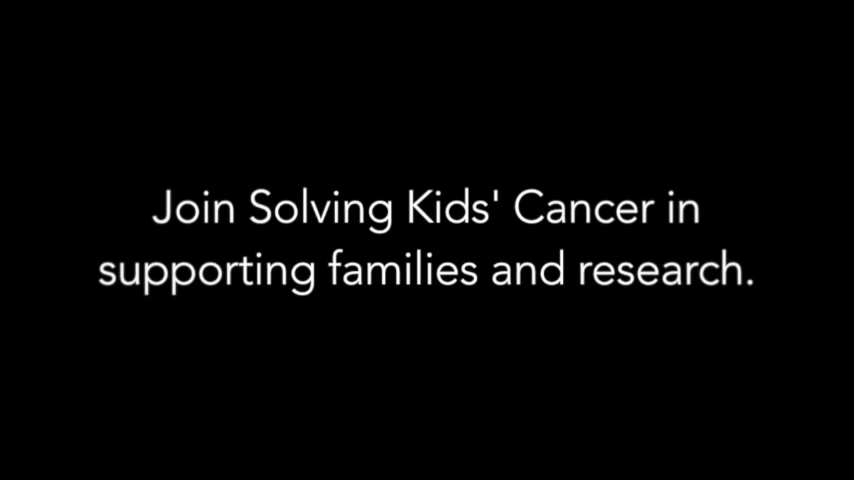 Join Solving Kids' Cancer in
supporting families and research.